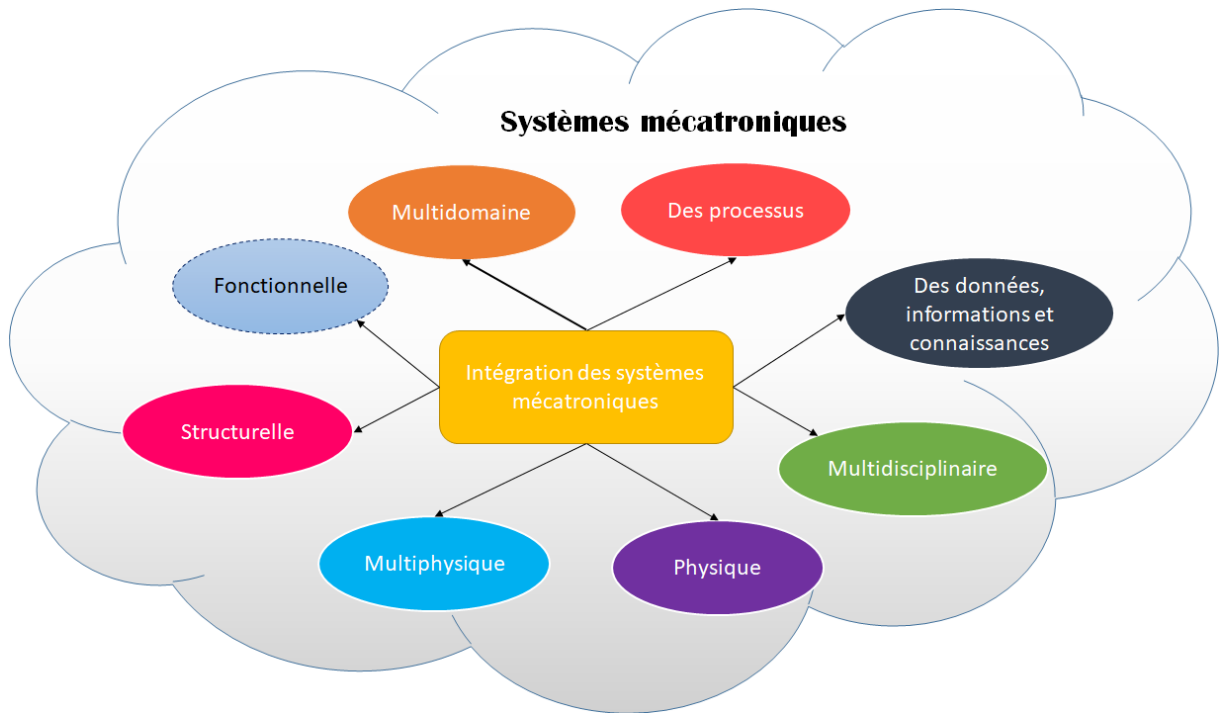 Systèmes mécatroniques
Multidomaine
Des processus
Fonctionnelle
Des données,
informations et
connaissances
Intégration des systèmes
mécatroniques
Structurelle
Multidisciplinaire
Multiphysique
Physique